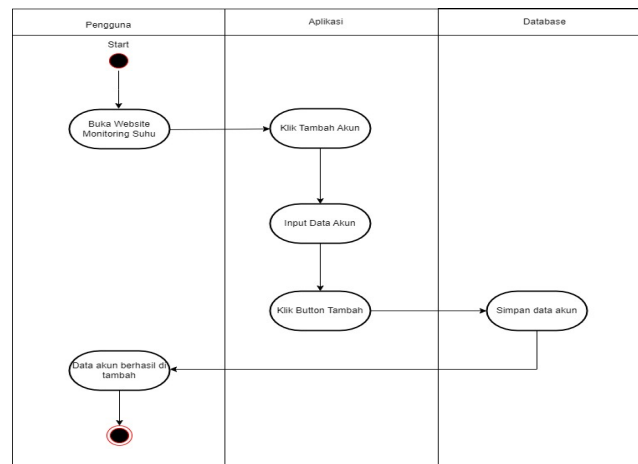 Pengguna
Aplikasi
Database
Start
Buka Website
Monitoring Suhu
Klik Tambah Akun
Input Data Akun
Klik Button Tambah
Simpan data akun
Data akun berhasil di
tambah